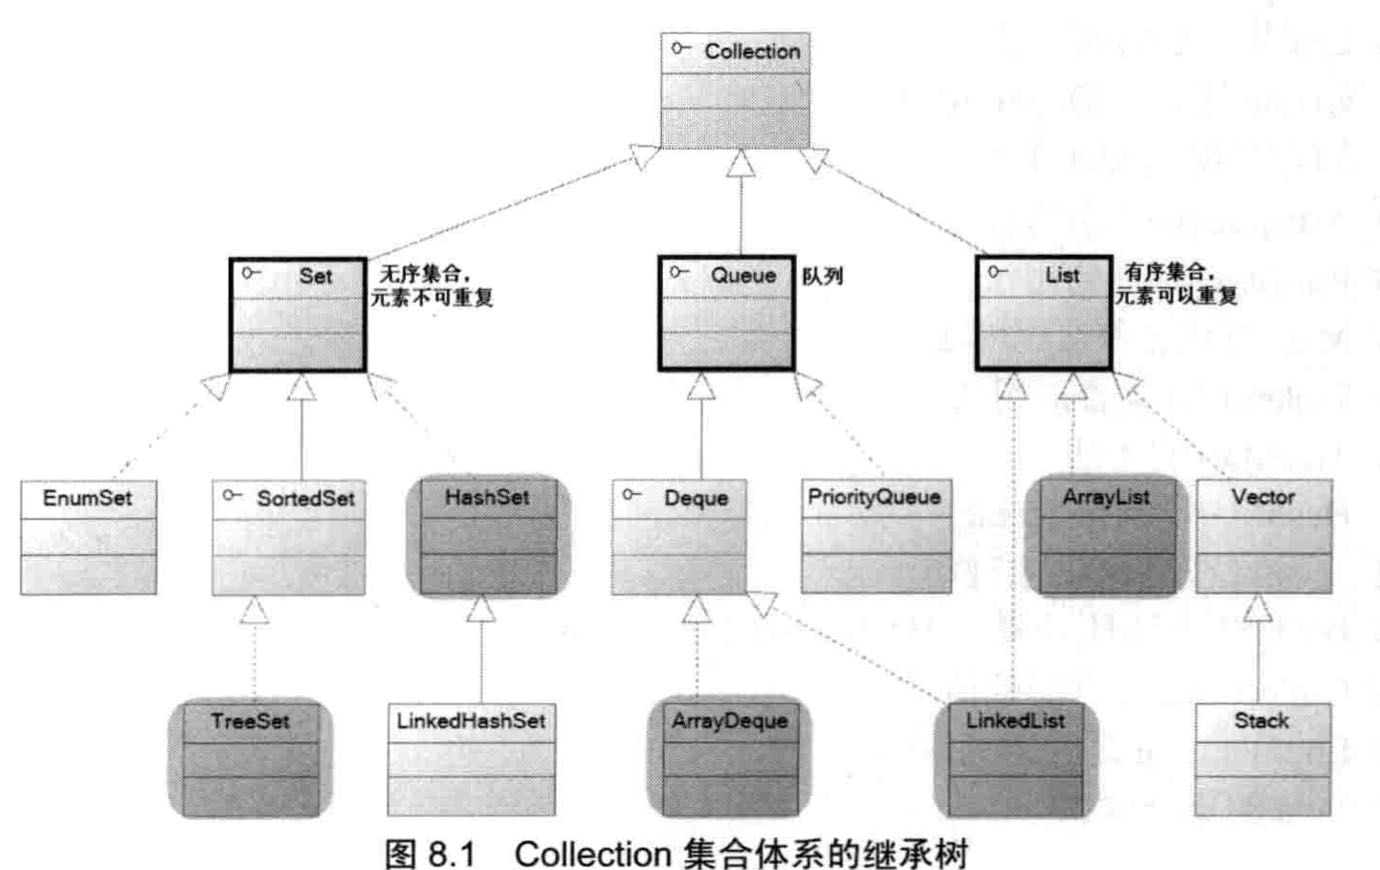 Collection
Set
无序集合，
元素不可重复
Queue
队列
List
有序集合，
元素可以重复
EnumSet
SortedSet
HashSet
Deque
PriorityQueue
ArrayList
Vector
TreeSet
LinkedHashSet
ArrayDeque
LinkedList
Stack
图 8.1 Collection 集合体系的继承树